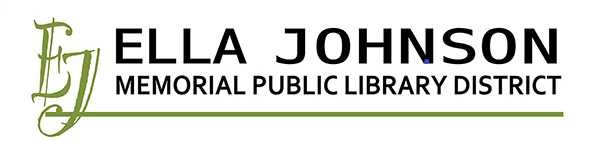 EJ
ELLA JOHNSON
MEMORIAL PUBLIC LIBRARY DISTRICT